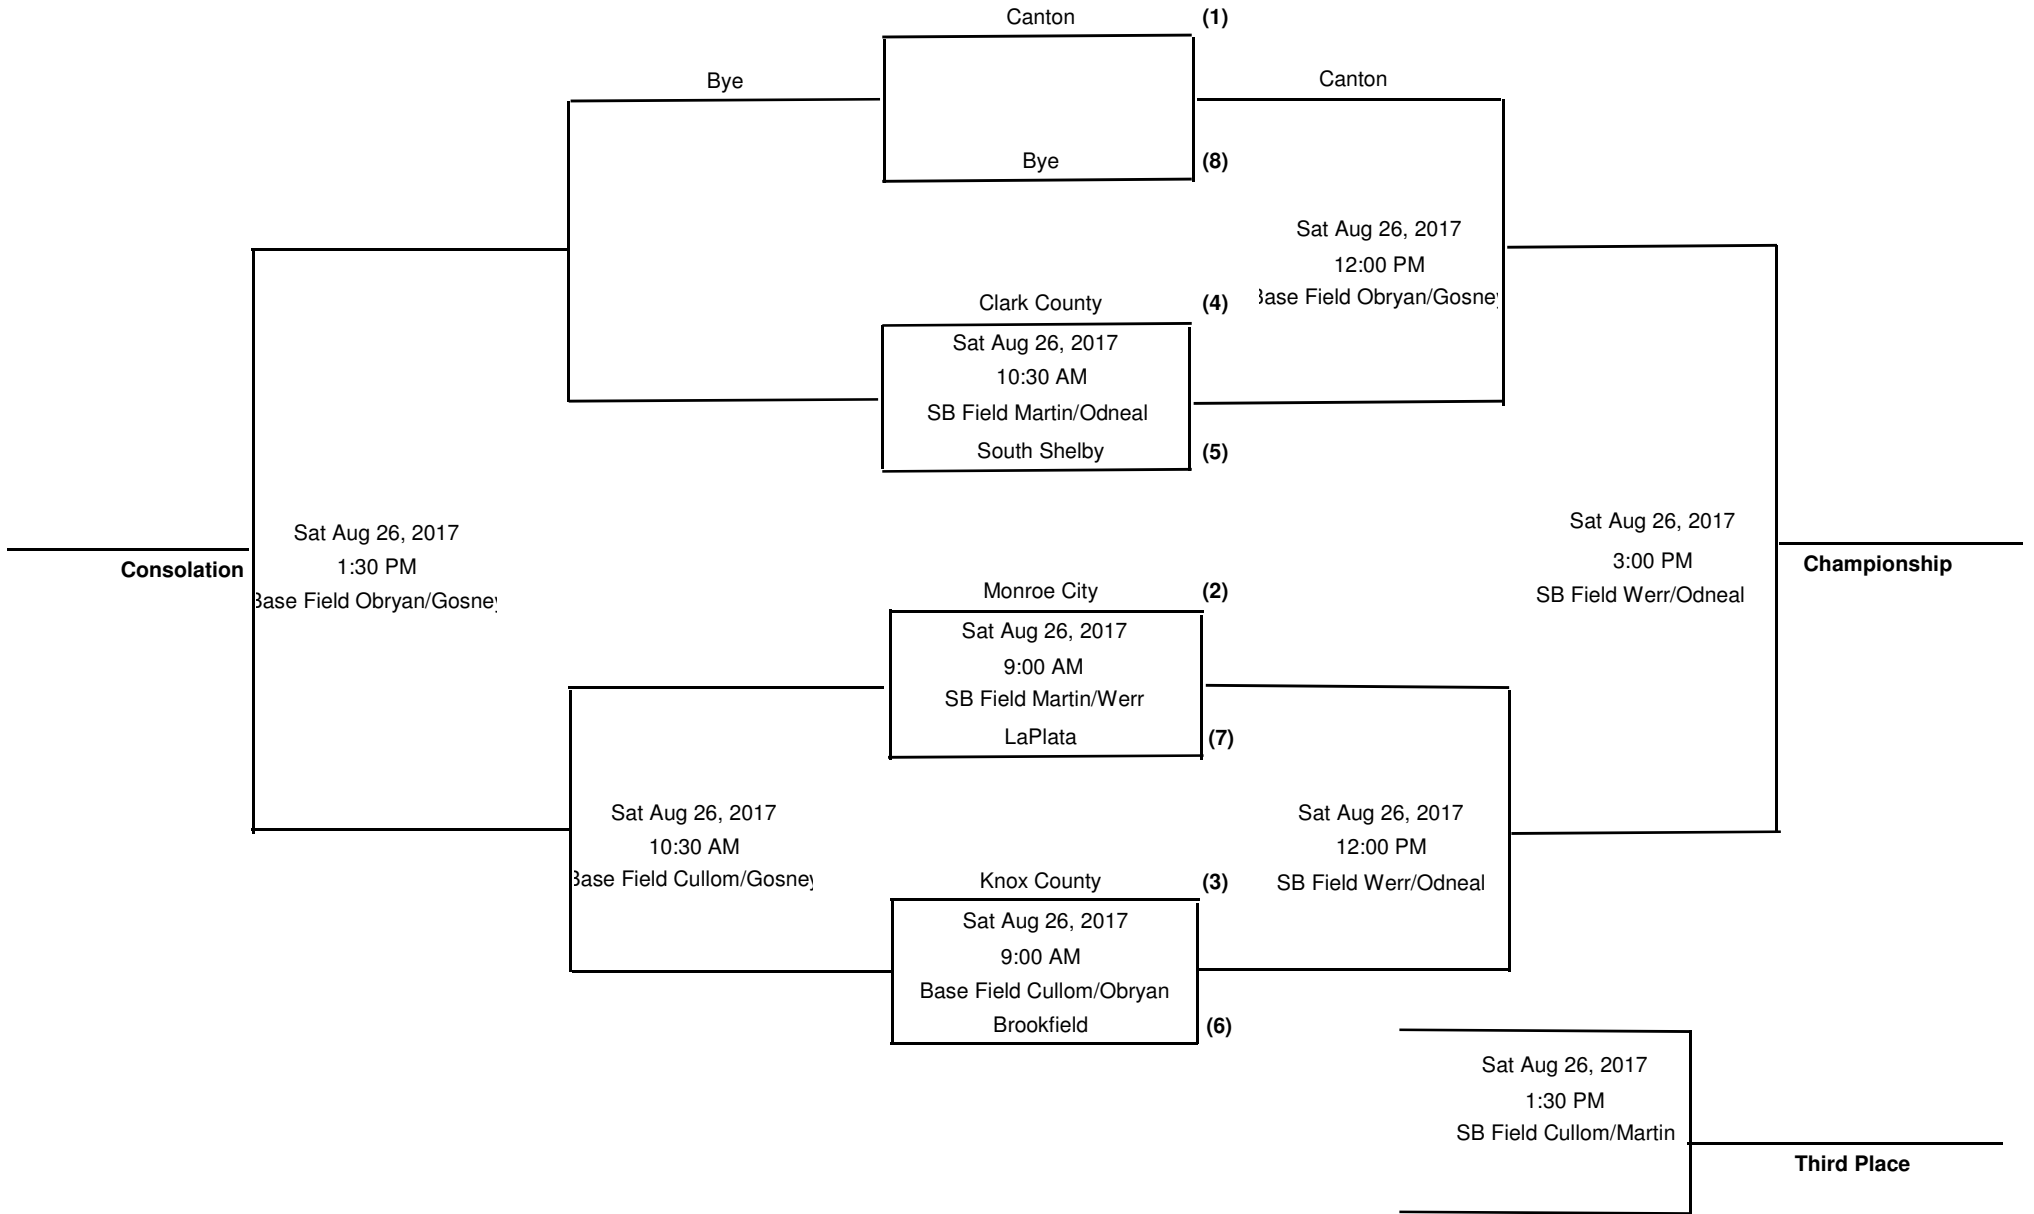 Canton (1)
Bye
Canton
Bye (8)
Sat Aug 26, 2017
12:00 PM
Base Field Obryan/Gosney
Clark County (4)
Sat Aug 26, 2017
10:30 AM
SB Field Martin/Odneal
South Shelby (5)
Sat Aug 26, 2017
1:30 PM
Base Field Obryan/Gosney
Consolation
Sat Aug 26, 2017
3:00 PM
SB Field Werr/Odneal
Championship
Monroe City (2)
Sat Aug 26, 2017
9:00 AM
SB Field Martin/Werr
LaPlata (7)
Sat Aug 26, 2017
10:30 AM
Base Field Cullom/Gosney
Sat Aug 26, 2017
12:00 PM
SB Field Werr/Odneal
Knox County (3)
Sat Aug 26, 2017
9:00 AM
Base Field Cullom/Obryan
Brookfield (6)
Sat Aug 26, 2017
1:30 PM
SB Field Cullom/Martin
Third Place